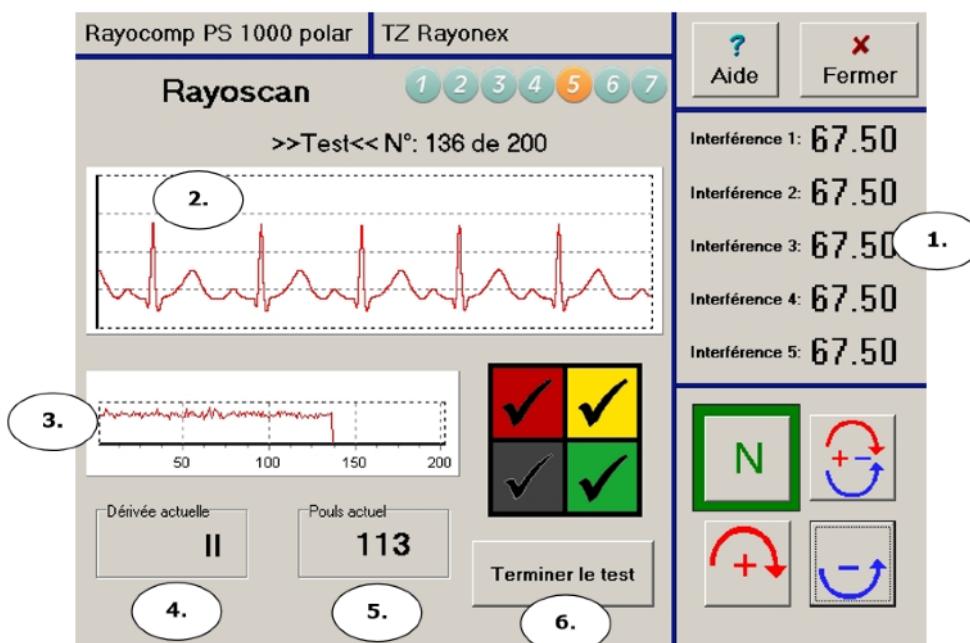 Rayocomp PS 1000 polar
TZ Rayonex
? Aide
x Fermer
Rayoscan
1 2 3 4 5 6 7
>>Test<< N°: 136 de 200
2.
Interférence 1: 67.50
Interférence 2: 67.50
Interférence 3: 67.50
1.
Interférence 4: 67.50
Interférence 5: 67.50
3.
50 100 150 200
N
+ -
Dérivée actuelle
II
Pouls actuel
113
Terminer le test
+
-
4.
5.
6.